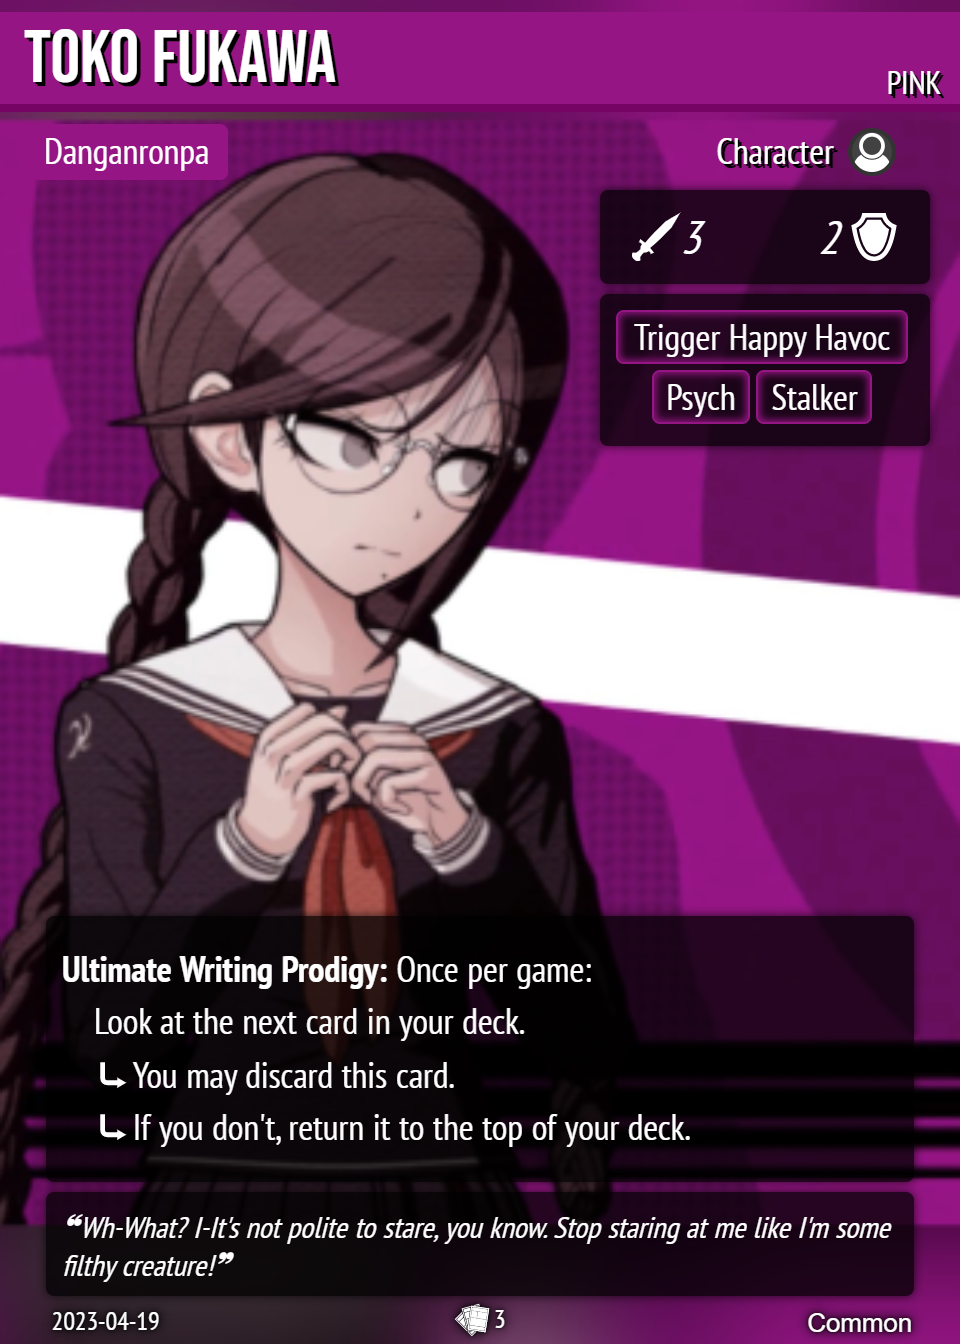 TOKO FUKAWA
PINK
Danganronpa
Character
3
2
Trigger Happy Havoc
Psych
Stalker
Ultimate Writing Prodigy: Once per game:
Look at the next card in your deck.
You may discard this card.
If you don't, return it to the top of your deck.
❝Wh-What? I-It's not polite to stare, you know. Stop staring at me like I'm some
filthy creature!❞
2023-04-19
3
Common